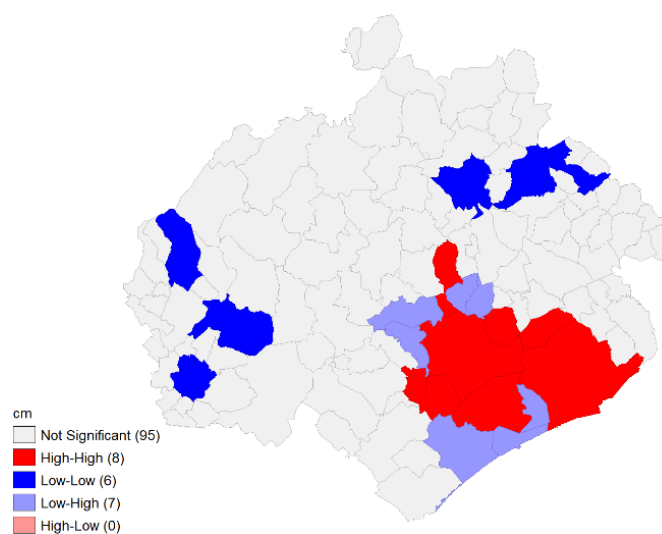 cm
Not Significant (95)
High-High (8)
Low-Low (6)
Low-High (7)
High-Low (0)